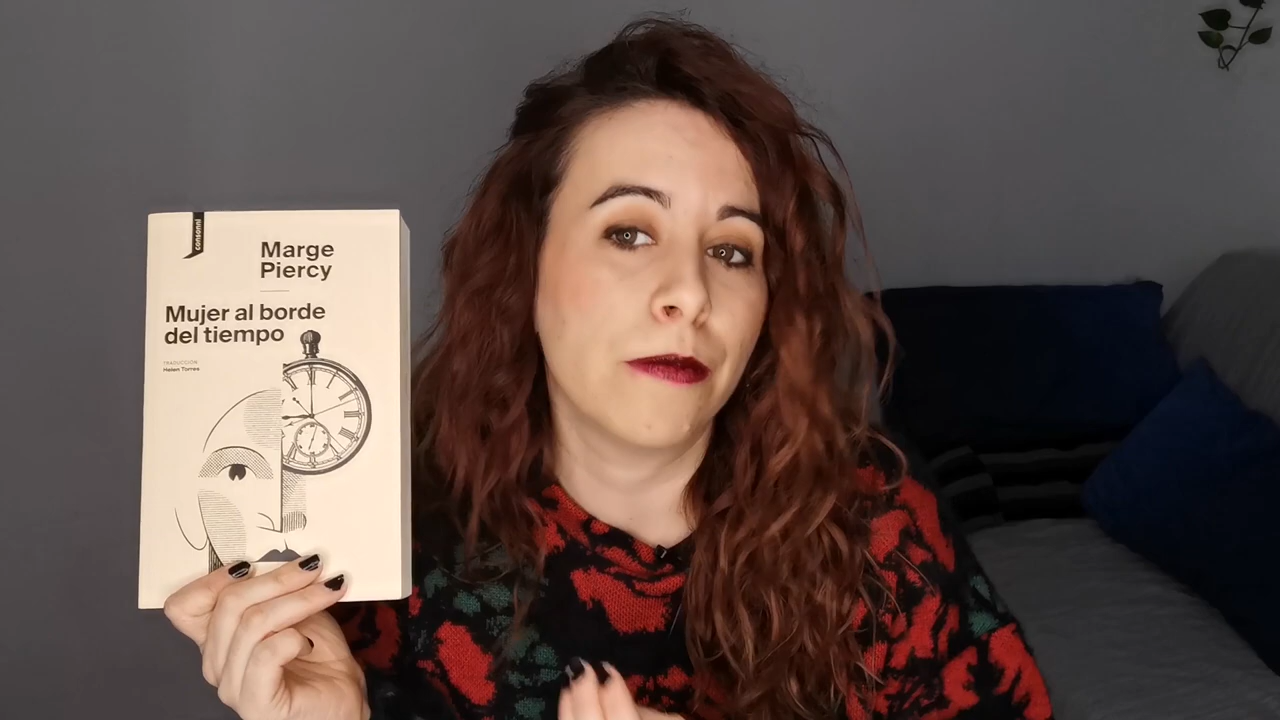 consonni
Marge
Piercy
Mujer al borde
del tiempo
TRADUCCIÓN
Helen Torres